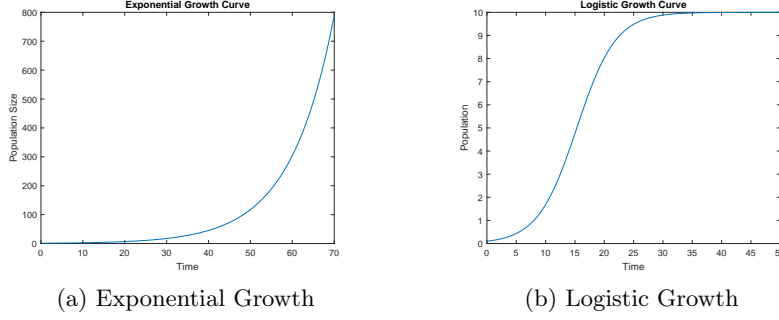 Exponential Growth Curve
800
700
600
500
400
300
200
100
0
Population Size
0 10 20 30 40 50 60 70
Time
(a) Exponential Growth
Logistic Growth Curve
10
9
8
7
6
5
4
3
2
1
0
Population
0 5 10 15 20 25 30 35 40 45
Time
(b) Logistic Growth